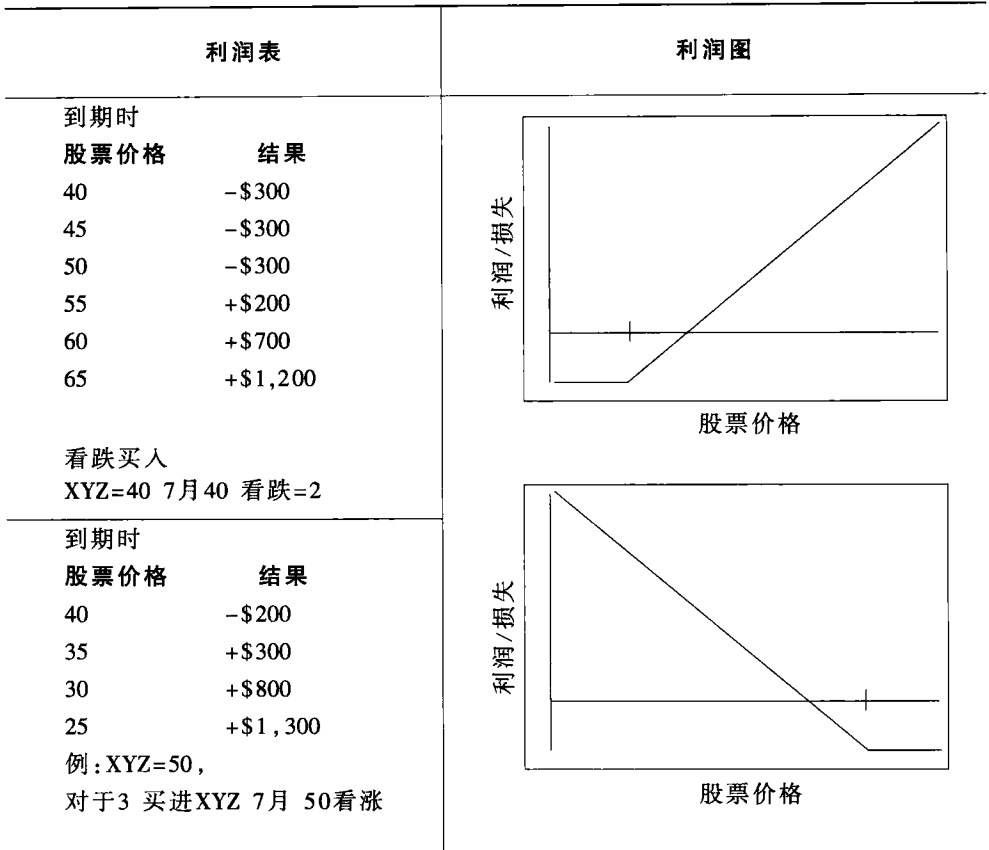 利润表
利润图
到期时
股票价格 结果
40 -$300
45 -$300
50 -$300
55 +$200
60 +$700
65 +$1,200
看跌买入
XYZ=40 7月40 看跌=2
到期时
股票价格 结果
40 -$200
35 +$300
30 +$800
25 +$1,300
例:XYZ=50,
对于3 买进XYZ 7月 50看涨
利润/损失
股票价格
利润/损失
股票价格